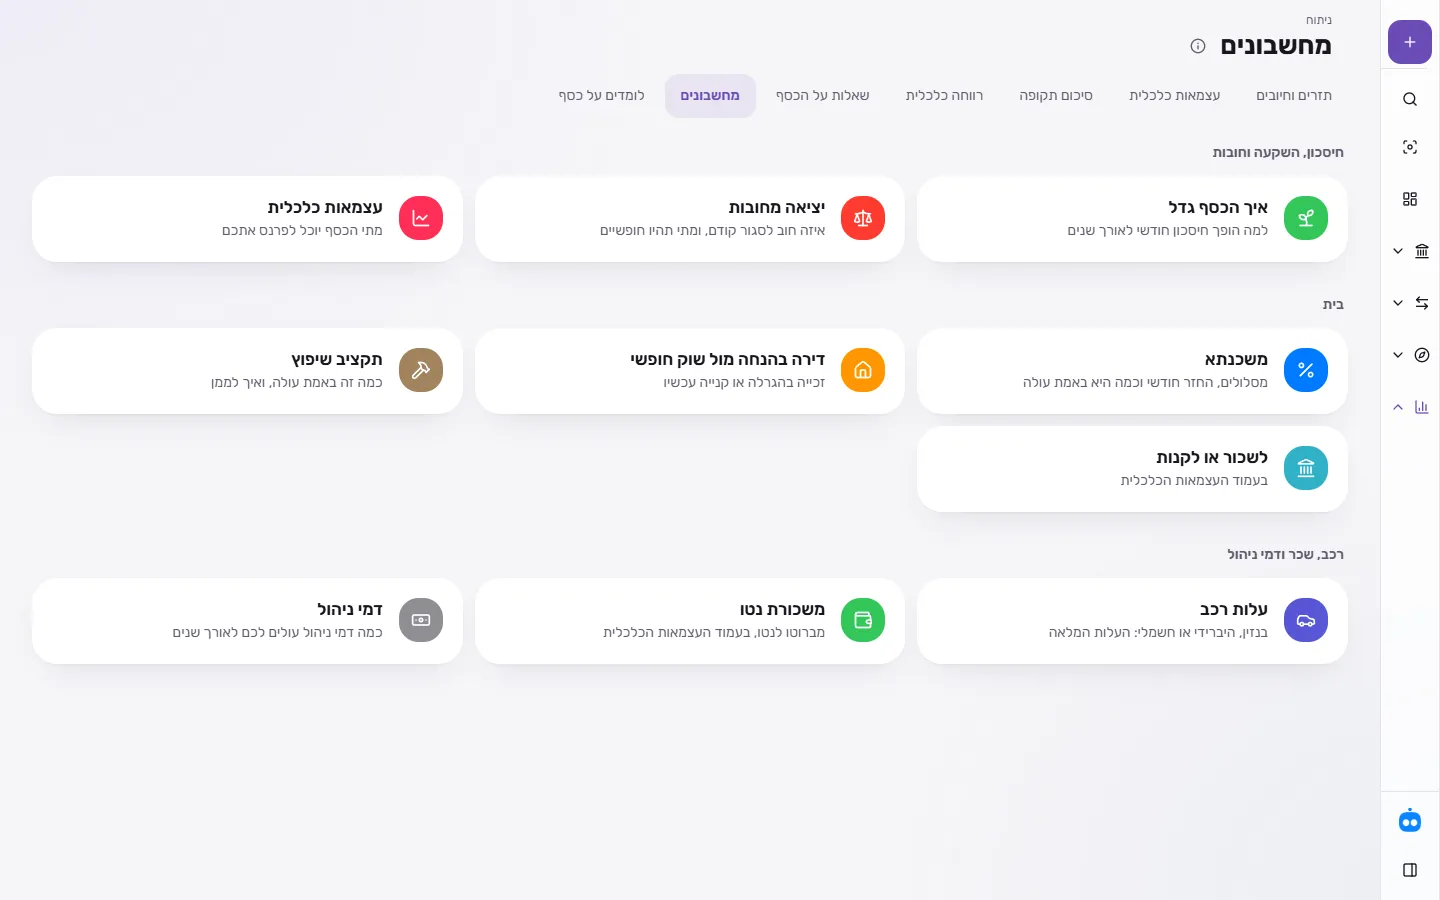 ניתוח
מחשבונים
תזרים וחיובים
עצמאות כלכלית
סיכום תקופה
רווחה כלכלית
שאלות על הכסף
מחשבונים
לומדים על כסף
חיסכון, השקעה וחובות
איך הכסף גדל
למה הופך חיסכון חודשי לאורך שנים
יציאה מחובות
איזה חוב לסגור קודם, ומתי תהיו חופשיים
עצמאות כלכלית
מתי הכסף יוכל לפרנס אתכם
בית
משכנתא
מסלולים, החזר חודשי וכמה היא באמת עולה
דירה בהנחה מול שוק חופשי
זכייה בהגרלה או קנייה עכשיו
תקציב שיפוץ
כמה זה באמת עולה, ואיך לממן
לשכור או לקנות
בעמוד העצמאות הכלכלית
רכב, שכר ודמי ניהול
עלות רכב
בנזין, היברידי או חשמלי: העלות המלאה
משכורת נטו
מברוטו לנטו, בעמוד העצמאות הכלכלית
דמי ניהול
כמה דמי ניהול עולים לכם לאורך שנים